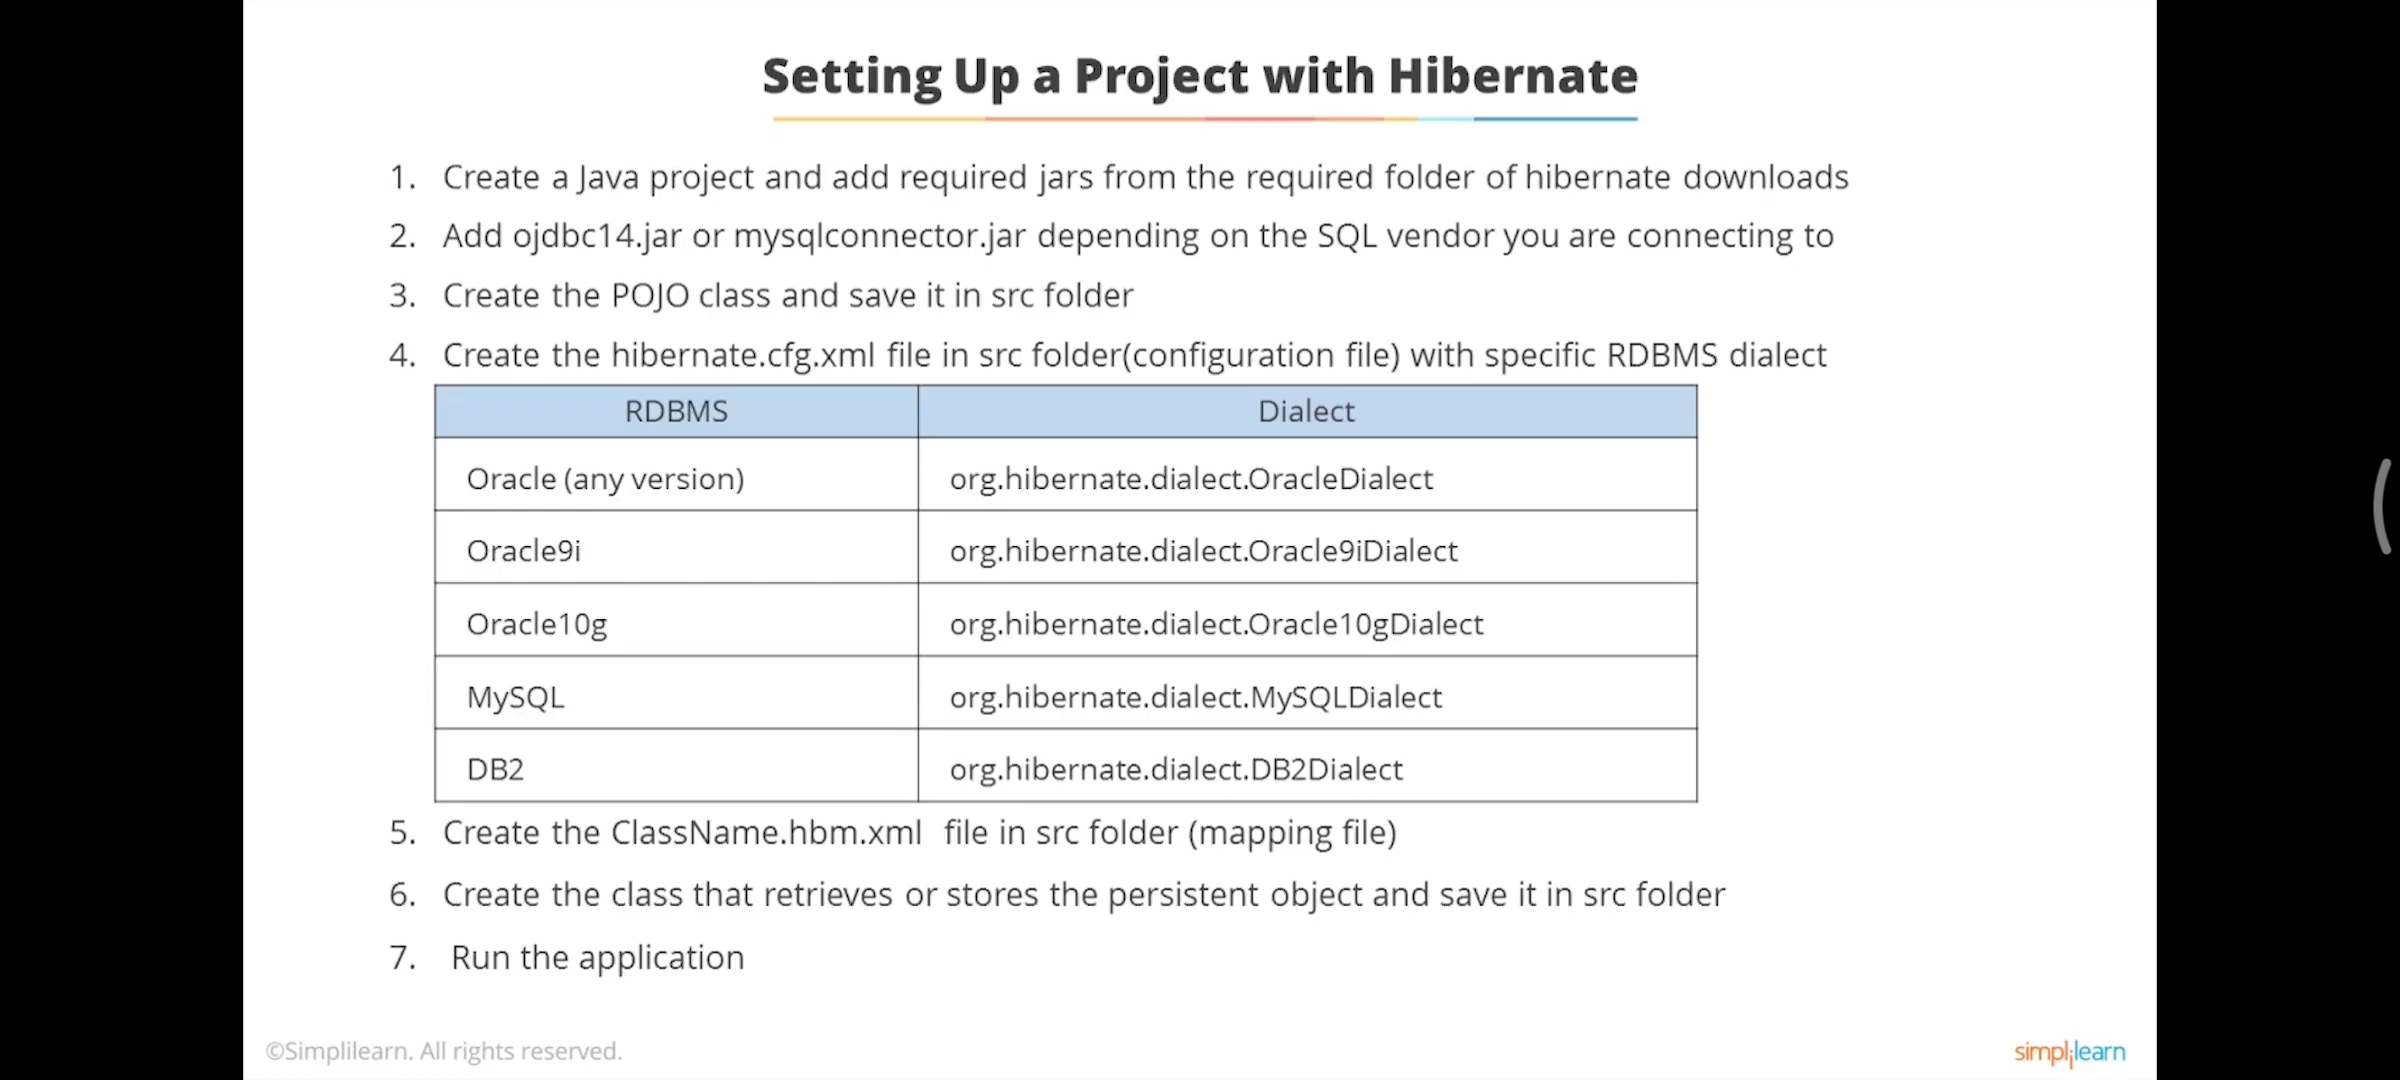 Setting Up a Project with Hibernate
1. Create a Java project and add required jars from the required folder of hibernate downloads
2. Add ojdbc14.jar or mysqlconnector.jar depending on the SQL vendor you are connecting to
3. Create the POJO class and save it in src folder
4. Create the hibernate.cfg.xml file in src folder(configuration file) with specific RDBMS dialect
RDBMS Dialect
Oracle (any version) org.hibernate.dialect.OracleDialect
Oracle9i org.hibernate.dialect.Oracle9iDialect
Oracle10g org.hibernate.dialect.Oracle10gDialect
MySQL org.hibernate.dialect.MySQLDialect
DB2 org.hibernate.dialect.DB2Dialect
5. Create the ClassName.hbm.xml file in src folder (mapping file)
6. Create the class that retrieves or stores the persistent object and save it in src folder
7. Run the application
©Simplilearn. All rights reserved.
simplilearn